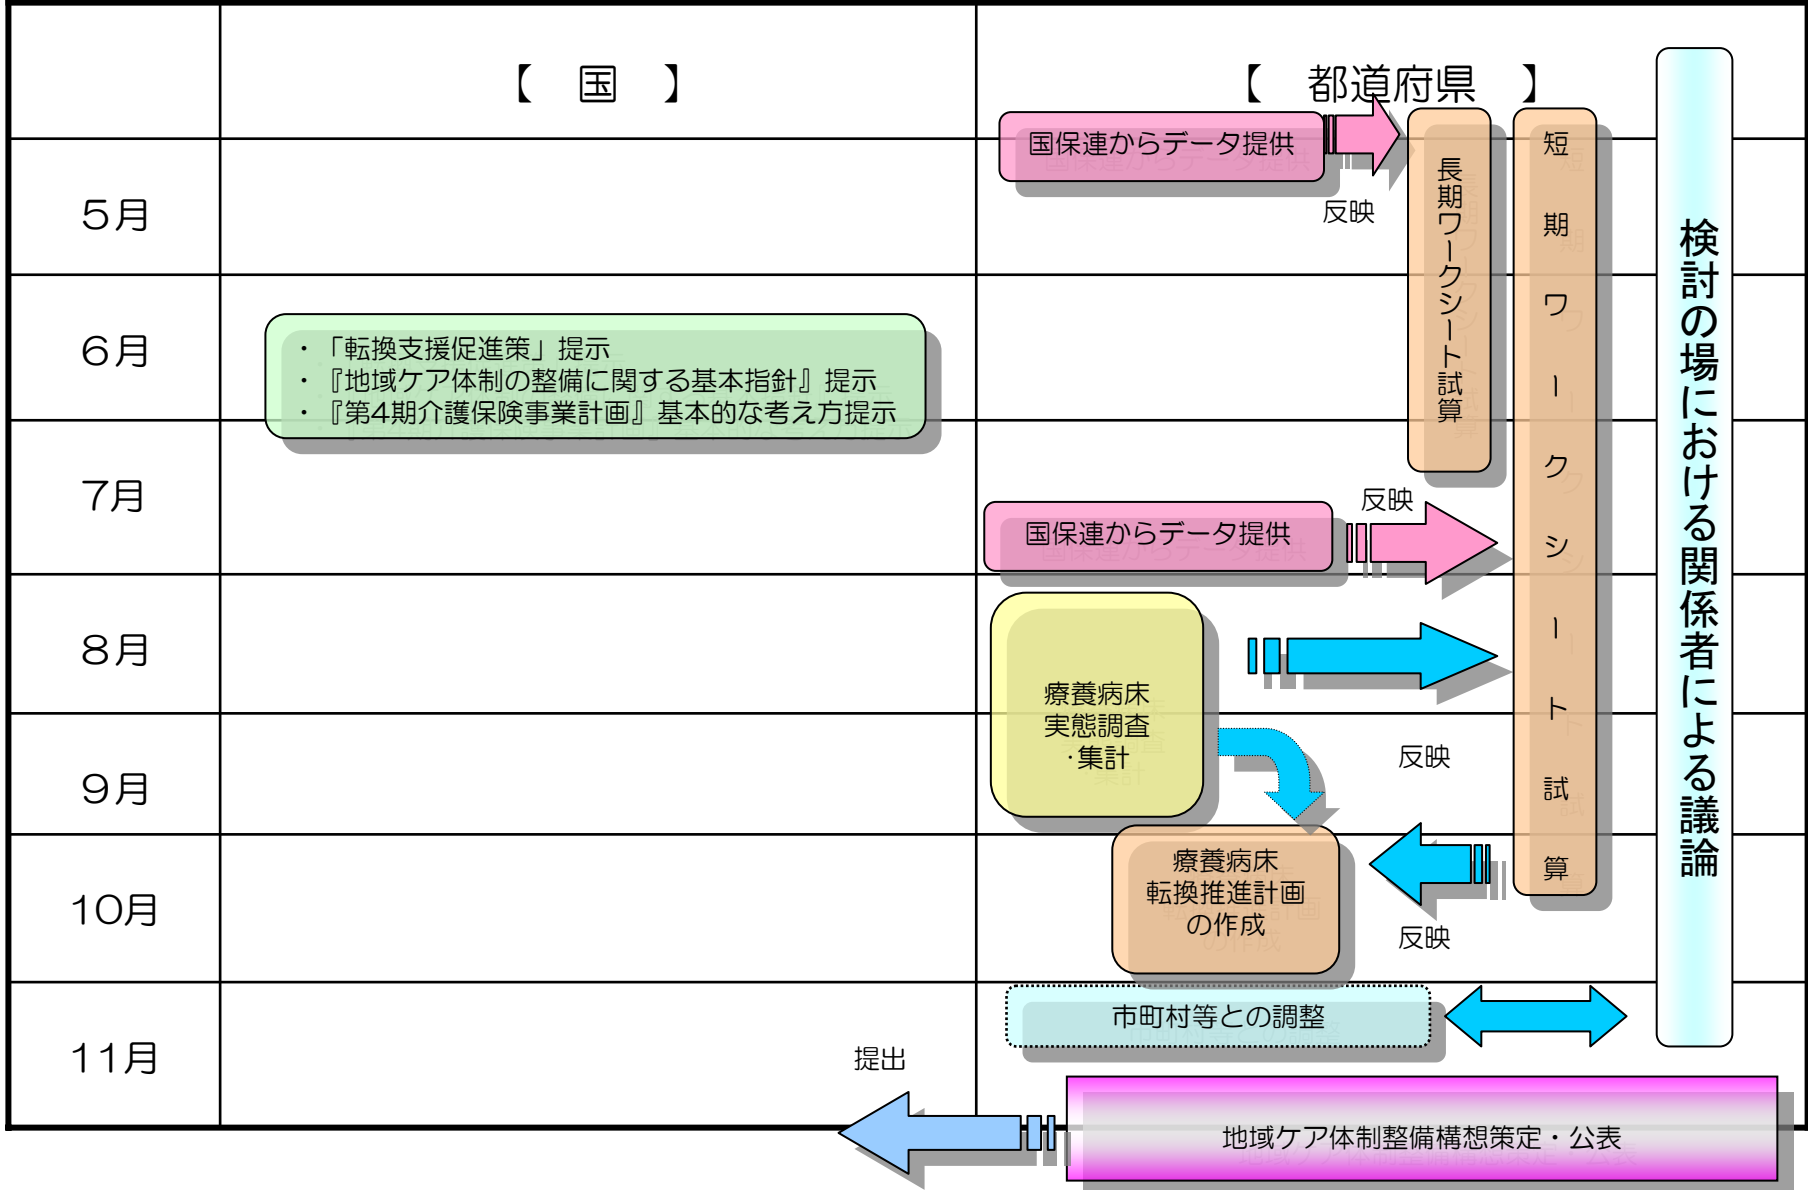 【　国　】
【　都道府県　】
国保連からデータ提供
反映
長期ワークシート試算
短期ワークシート試算
検討の場における関係者による議論
5月
6月
・「転換支援促進策」提示
・『地域ケア体制の整備に関する基本指針』提示
・『第4期介護保険事業計画』基本的な考え方提示
7月
反映
国保連からデータ提供
8月
療養病床
実態調査
・集計
9月
反映
10月
療養病床
転換推進計画
の作成
反映
11月
市町村等との調整
提出
地域ケア体制整備構想策定・公表